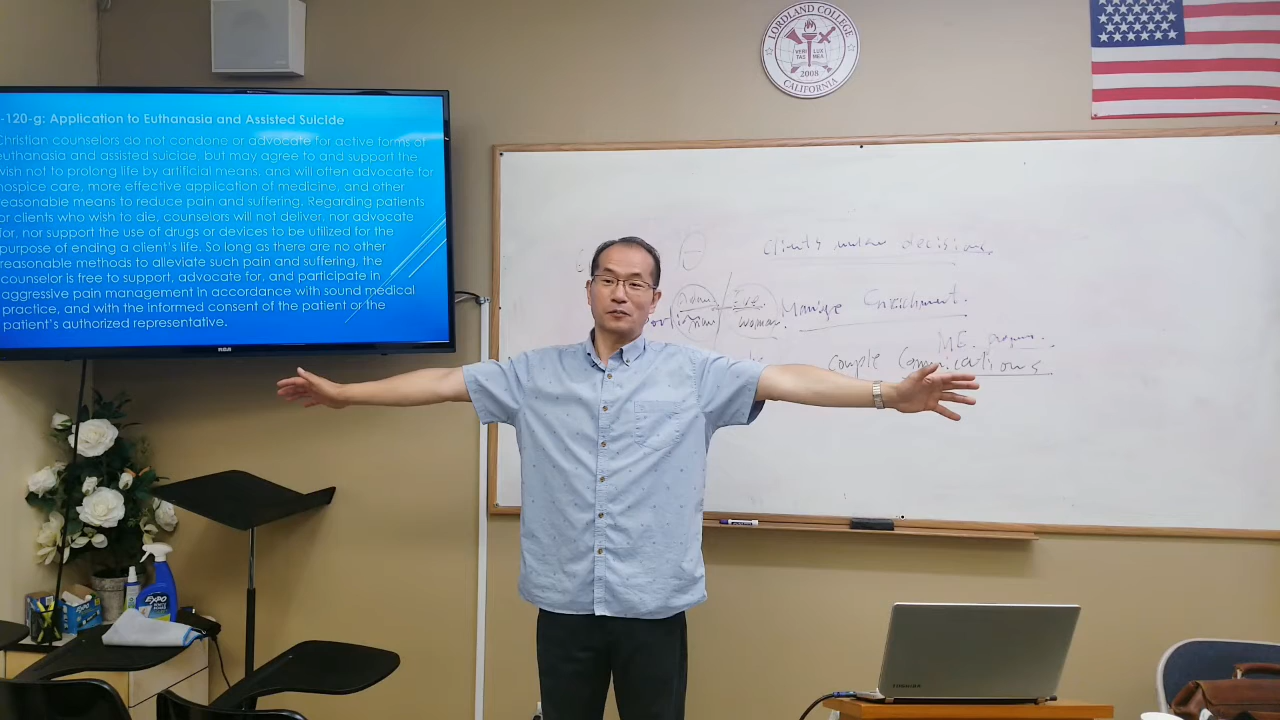 -120-g: Application to Euthanasia and Assisted Suicide
Christian counselors do not condone or advocate for active forms of
euthanasia and assisted suicide, but may agree to and support the
wish not to prolong life by artificial means, and will often advocate for
hospice care, more effective application of medicine, and other
reasonable means to reduce pain and suffering. Regarding patients
or clients who wish to die, counselors will not deliver, nor advocate
for, nor support the use of drugs or devices to be utilized for the
purpose of ending a client's life. So long as there are no other
reasonable methods to alleviate such pain and suffering, the
counselor is free to support, advocate for, and participate in
aggressive pain management in accordance with sound medical
practice, and with the informed consent of the patient or the
patient's authorized representative.
RCA
LORDLAND COLLEGE
VERI LUX
TAS MEA
2008
CALIFORNIA
decisions.
woman.
Enrichment.
couple
EXPO
TOSHIBA